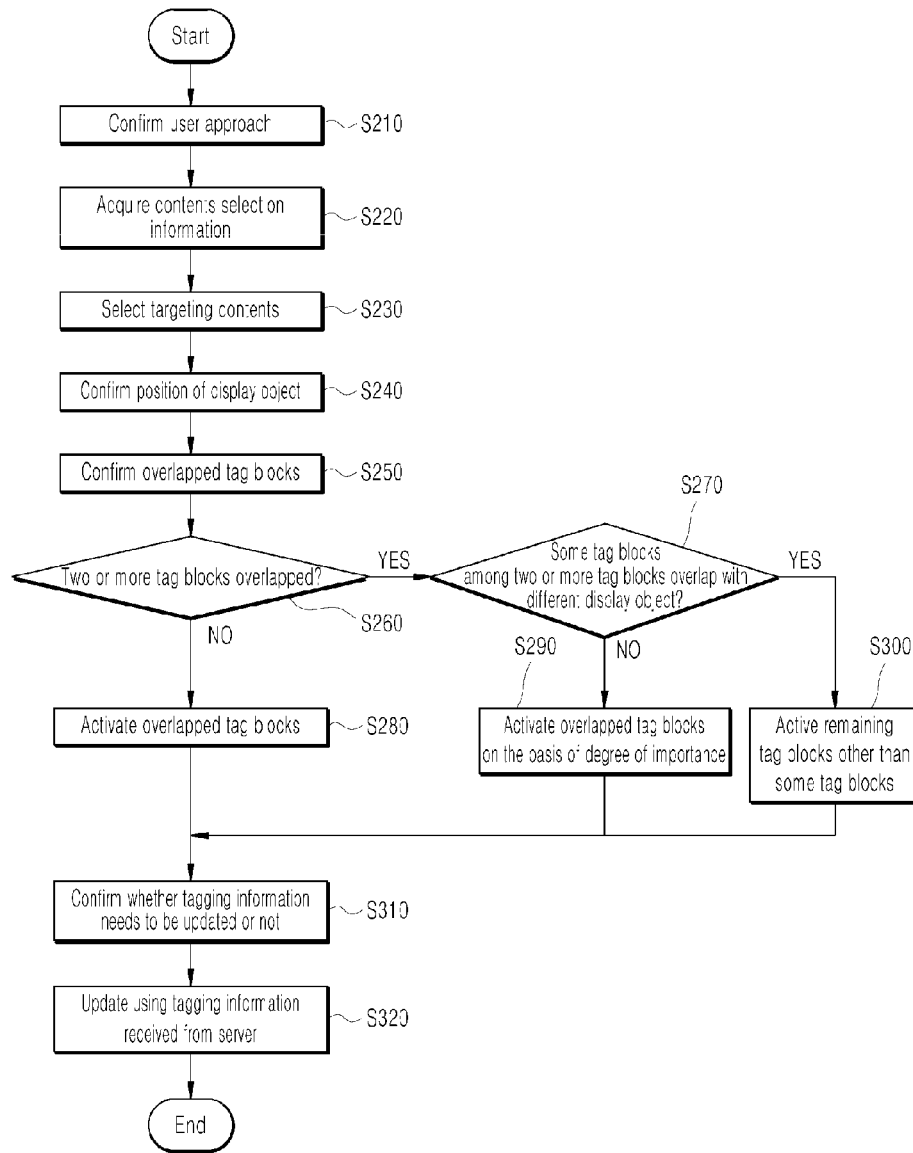 Start
Confirm user approach
S210
Acquire contents selection
information
S220
Select targeting contents
S230
Confirm position of display object
S240
Confirm overlapped tag blocks
S250
S270
Two or more tag blocks overlapped?
YES
S260
NO
Some tag blocks
among two or more tag blocks overlap with
different display object?
YES
NO
S290
S300
Activate overlapped tag blocks
S280
Activate overlapped tag blocks
on the basis of degree of importance
Active remaining
tag blocks other than
some tag blocks
Confirm whether tagging information
needs to be updated or not
S310
Update using tagging information
received from server
S320
End